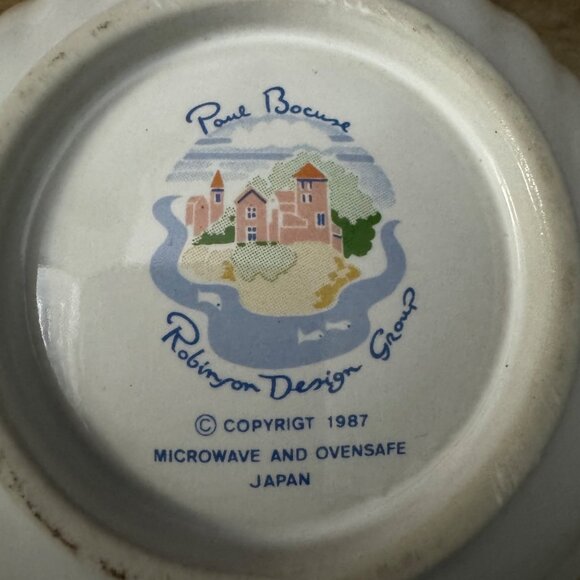 Paul Bocuse
Robinson Design Group
© COPYRIGT 1987
MICROWAVE AND OVENSAFE
JAPAN